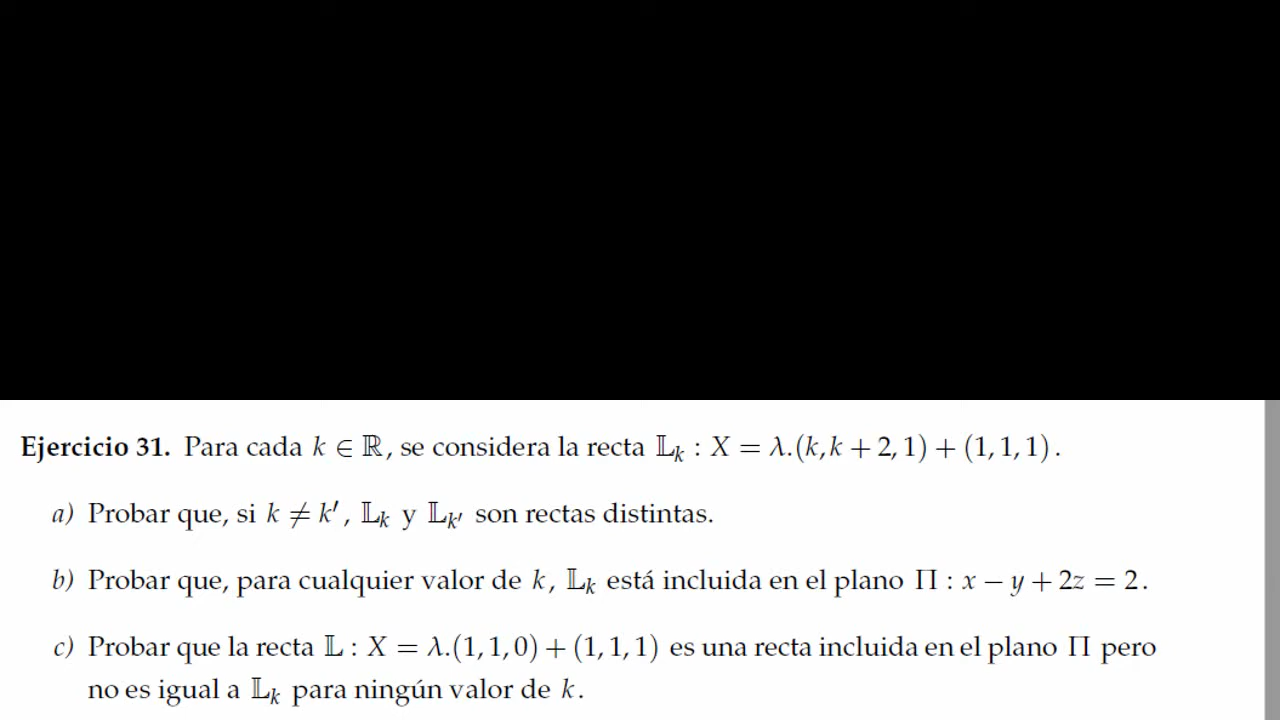 Ejercicio 31. Para cada k ∈ ℝ, se considera la recta 𝕃ₖ : X = λ.(k, k + 2, 1) + (1, 1, 1).
a) Probar que, si k ≠ k′, 𝕃ₖ y 𝕃ₖ′ son rectas distintas.
b) Probar que, para cualquier valor de k, 𝕃ₖ está incluida en el plano Π : x − y + 2z = 2.
c) Probar que la recta 𝕃 : X = λ.(1, 1, 0) + (1, 1, 1) es una recta incluida en el plano Π pero
no es igual a 𝕃ₖ para ningún valor de k.